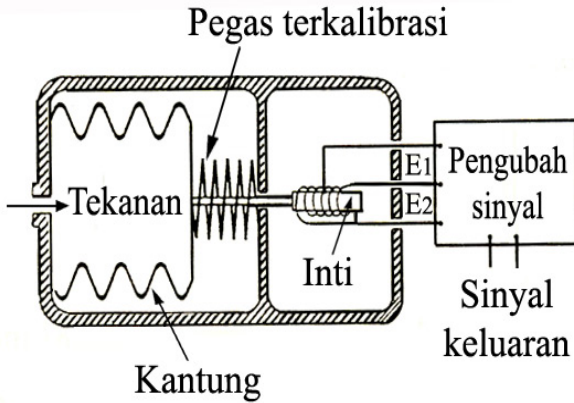 Pegas terkalibrasi
Tekanan
E1
E2
Pengubah
sinyal
Inti
Sinyal
keluaran
Kantung